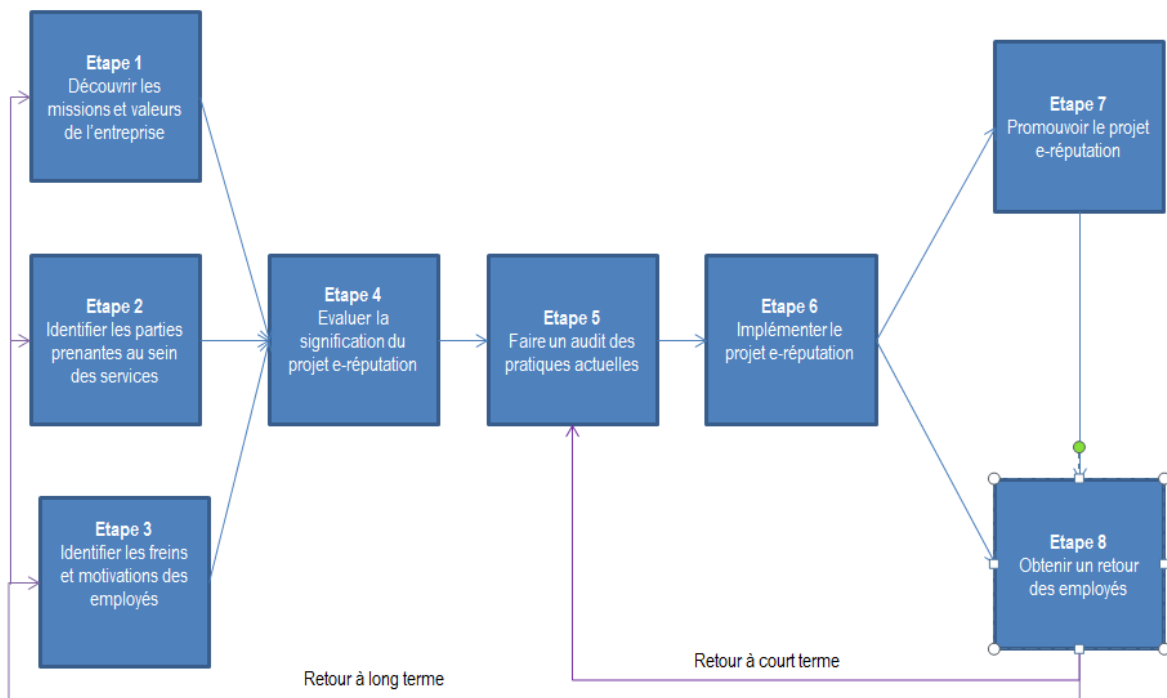 Etape 1
Découvrir les
missions et valeurs
de l'entreprise
Etape 2
Identifier les parties
prenantes au sein
des services
Etape 3
Identifier les freins
et motivations des
employés
Etape 4
Evaluer la
signification du
projet e-réputation
Etape 5
Faire un audit des
pratiques actuelles
Etape 6
Implémenter le
projet e-réputation
Etape 7
Promouvoir le projet
e-réputation
Etape 8
Obtenir un retour
des employés
Retour à court terme
Retour à long terme